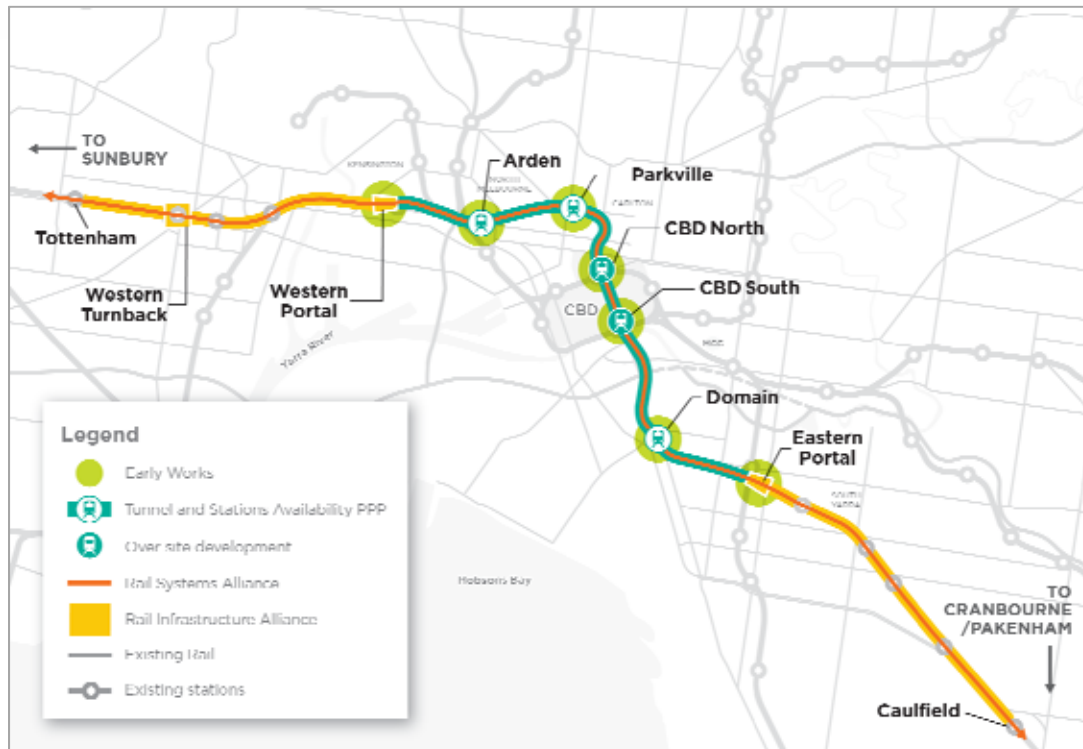 TO
SUNBURY
KENSINGTON
Arden
NORTH
MELBOURNE
Parkville
CARLTON
Tottenham
CBD North
Western
Turnback
Western
Portal
CBD
CBD South
Yarra River
Domain
Eastern
Portal
SOUTH
YARRA
Legend
Early Works
Tunnel and Stations Availability PPP
Over site development
Rail Systems Alliance
Rail Infrastructure Alliance
Existing Rail
Existing stations
Hobsons Bay
TO
CRANBOURNE
/PAKENHAM
Caulfield